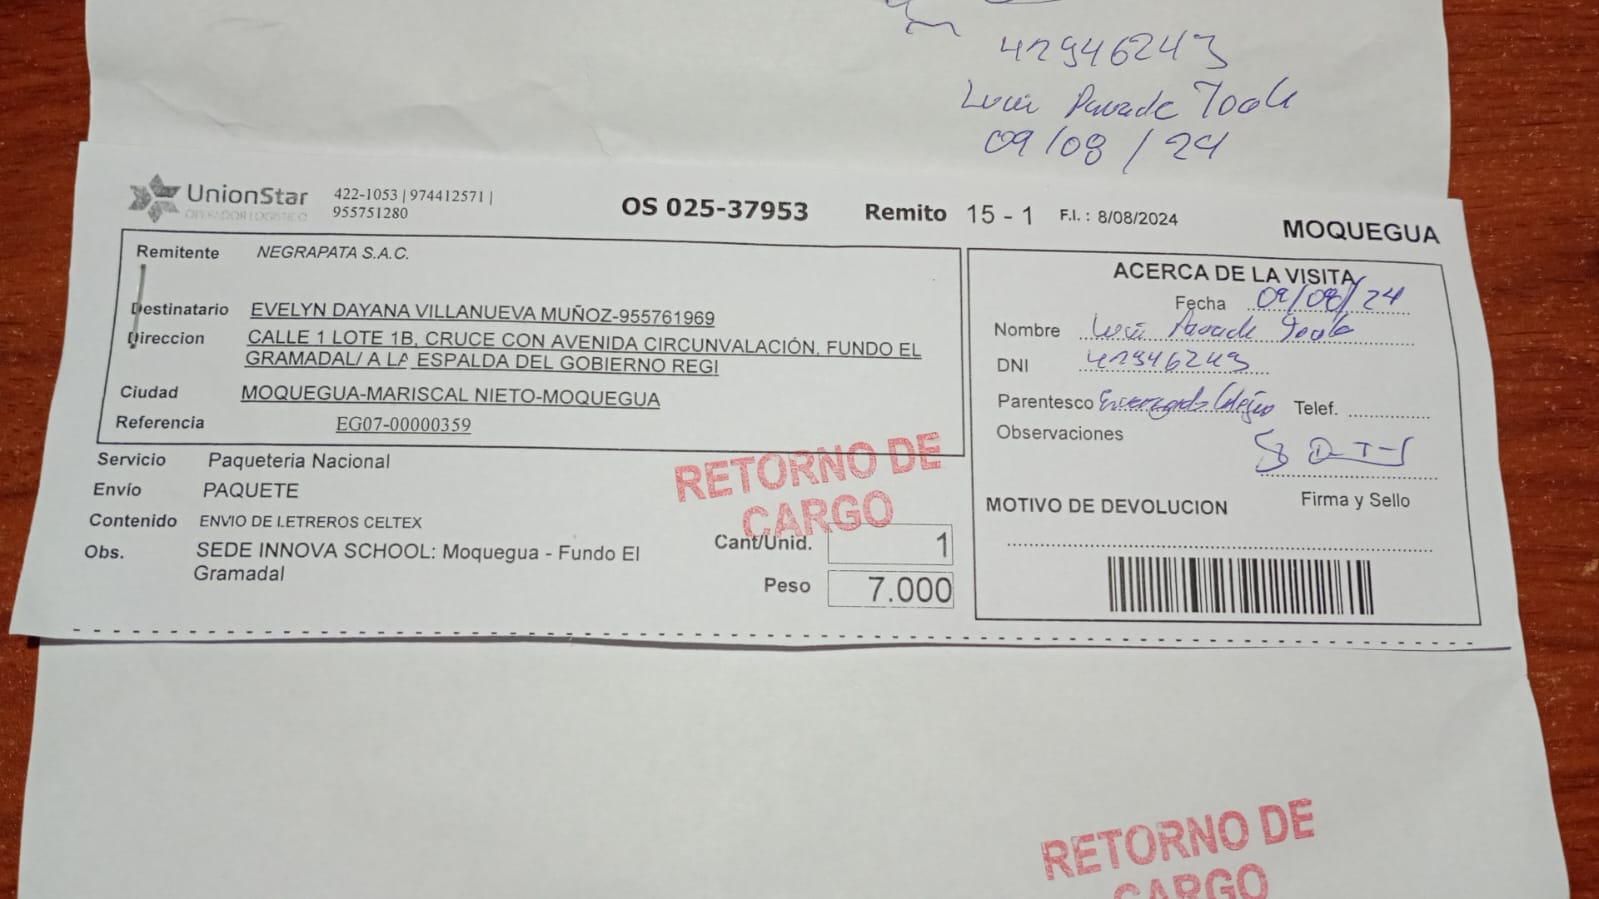 42946243
09/08/24
UnionStar
OPERADOR LOGISTICO
422-1053 | 974412571 |
955751280
OS 025-37953
Remito 15 - 1
F.I. : 8/08/2024
MOQUEGUA
Remitente NEGRAPATA S.A.C.
Destinatario EVELYN DAYANA VILLANUEVA MUÑOZ-955761969
Direccion CALLE 1 LOTE 1B, CRUCE CON AVENIDA CIRCUNVALACIÓN, FUNDO EL
GRAMADAL/ A LA ESPALDA DEL GOBIERNO REGI
Ciudad MOQUEGUA-MARISCAL NIETO-MOQUEGUA
Referencia EG07-00000359
Servicio Paqueteria Nacional
Envío PAQUETE
Contenido ENVIO DE LETREROS CELTEX
Obs. SEDE INNOVA SCHOOL: Moquegua - Fundo El
Gramadal
RETORNO DE
CARGO
Cant/Unid. 1
Peso 7.000
ACERCA DE LA VISITA
Fecha 09/08/24
Nombre
DNI 42946243
Parentesco
Telef.
Observaciones
Firma y Sello
MOTIVO DE DEVOLUCION
RETORNO DE
CARGO